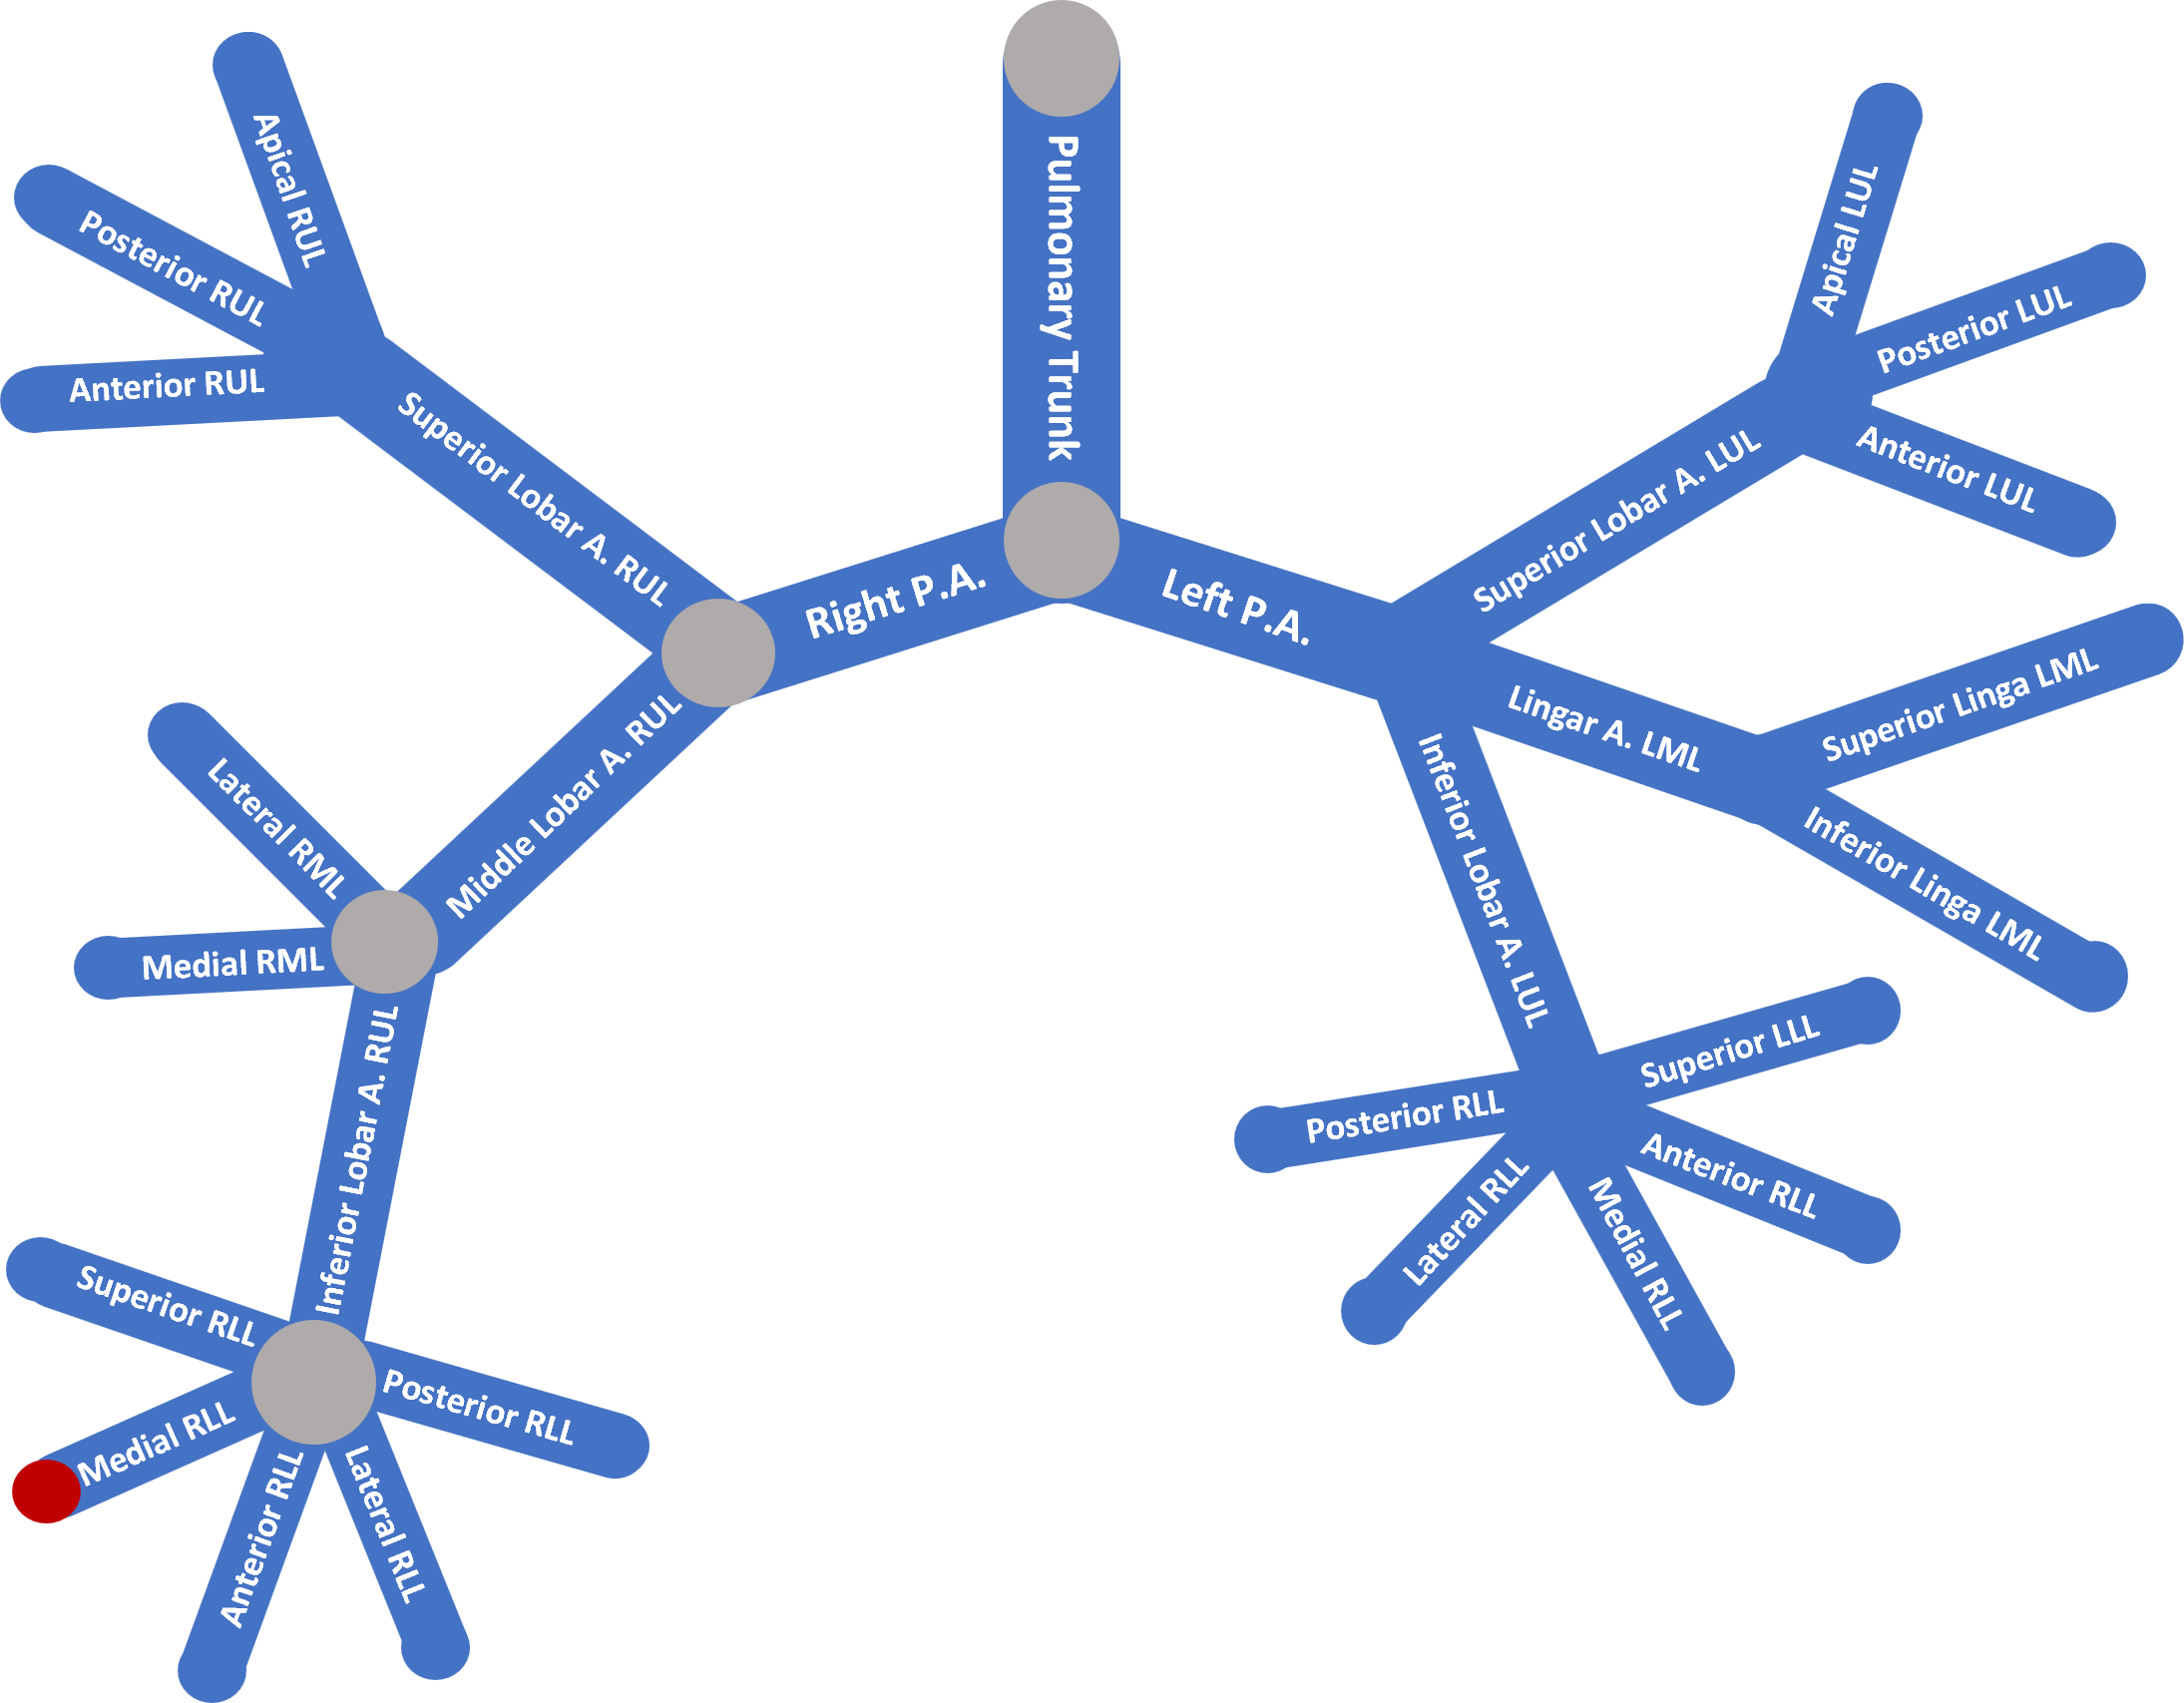 Pulmonary Trunk
Right P.A.
Left P.A.
Superior Lobar A. RUL
Apical RUL
Posterior RUL
Anterior RUL
Middle Lobar A. RUL
Lateral RML
Medial RML
Inferior Lobar A. RUL
Superior RLL
Medial RLL
Anterior RLL
Lateral RLL
Posterior RLL
Superior Lobar A. LUL
Apical LUL
Posterior LUL
Anterior LUL
Lingar A. LML
Superior Linga LML
Inferior Linga LML
Inferior Lobar A. LUL
Superior LLL
Anterior RLL
Medial RLL
Lateral RLL
Posterior RLL